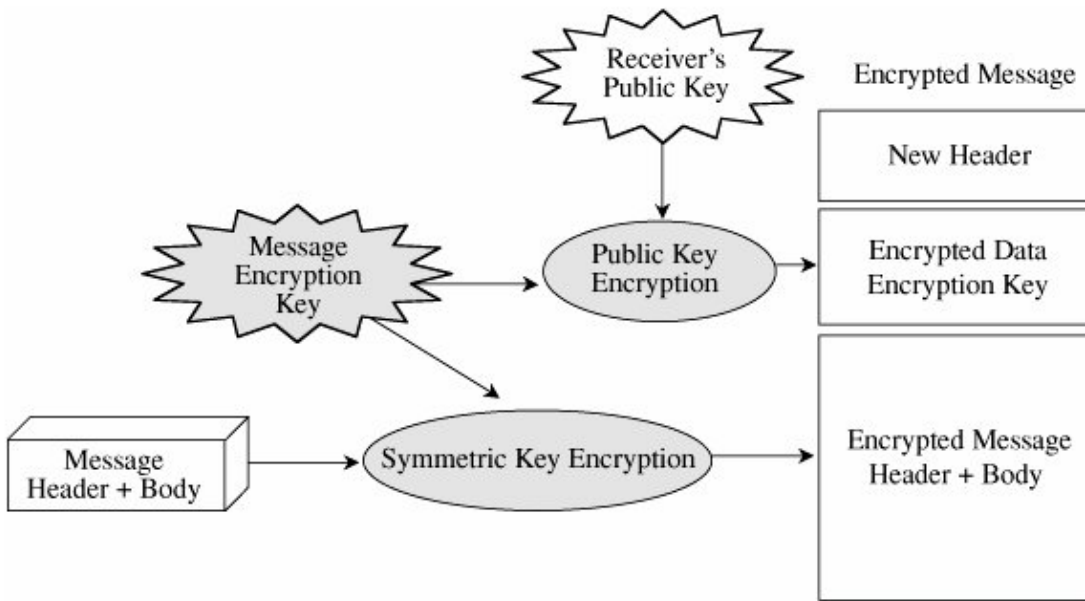 Receiver's
Public Key
Encrypted Message
New Header
Message
Encryption
Key
Public Key
Encryption
Encrypted Data
Encryption Key
Message
Header + Body
Symmetric Key Encryption
Encrypted Message
Header + Body